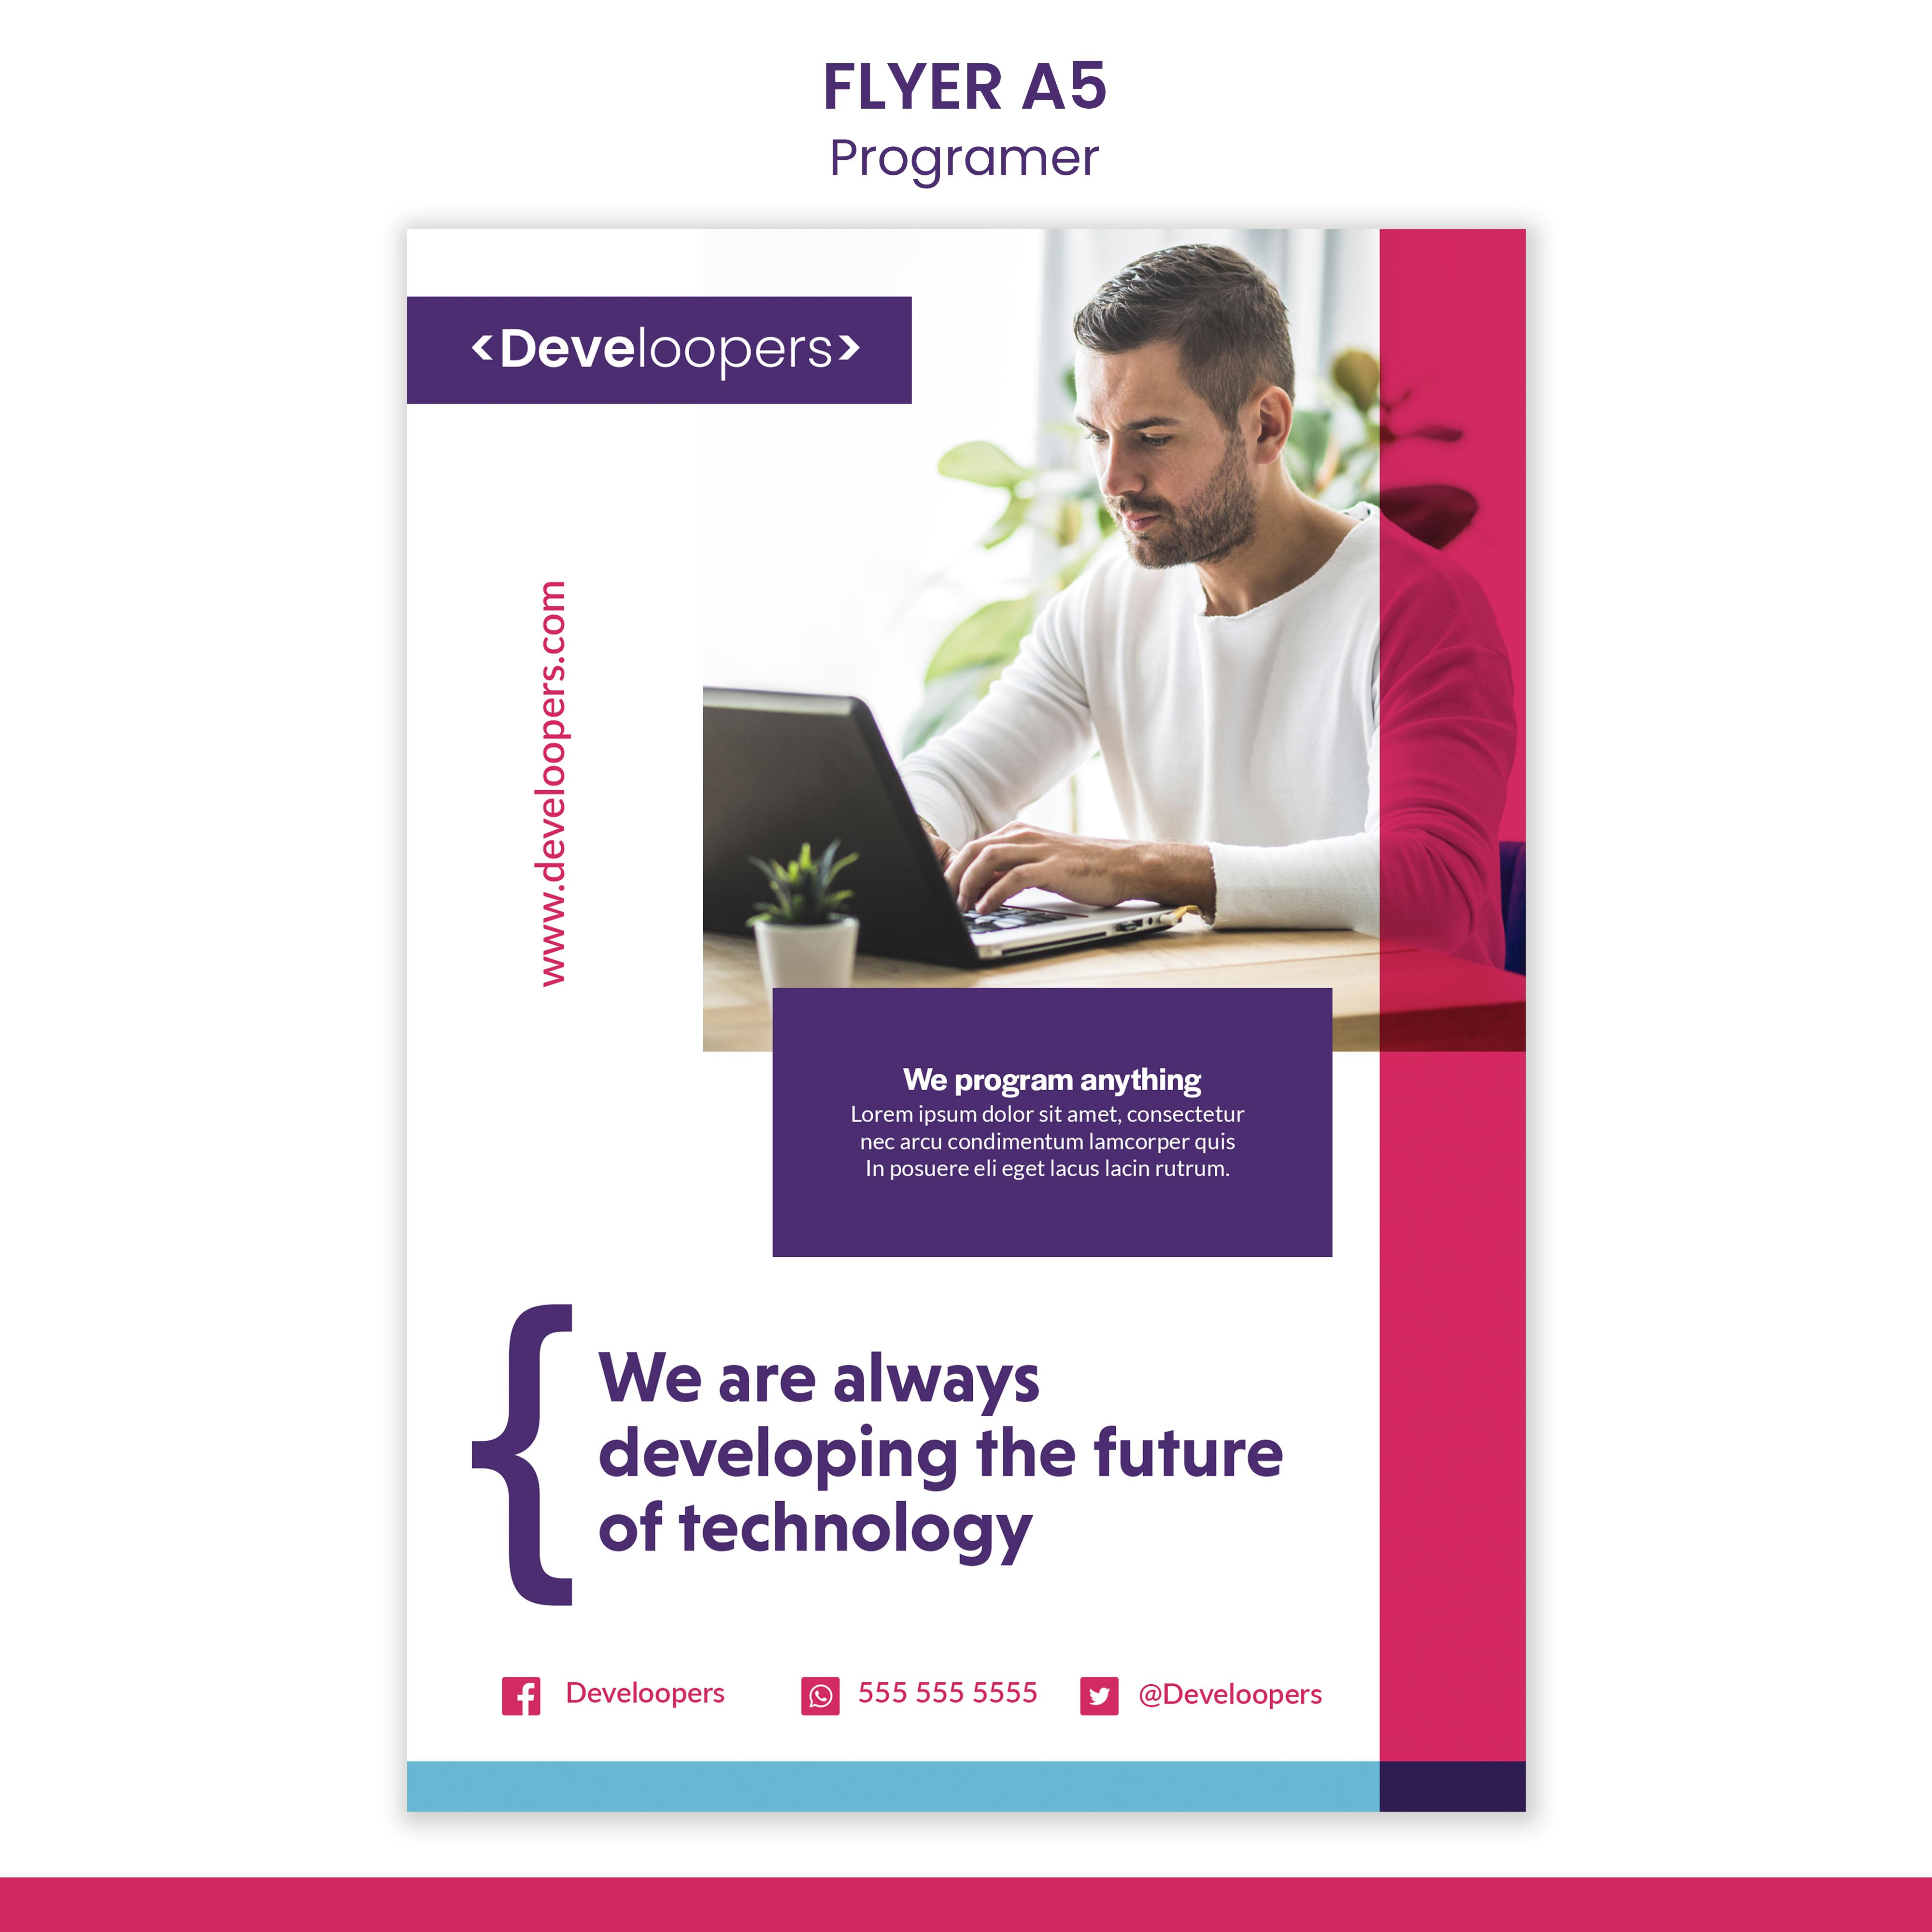 FLYER A5
Programer
<Develoopers>
www.develoopers.com
We program anything
Lorem ipsum dolor sit amet, consectetur
nec arcu condimentum lamcorper quis
In posuere eli eget lacus lacin rutrum.
{
We are always
developing the future
of technology
Develoopers
555 555 5555
@Develoopers